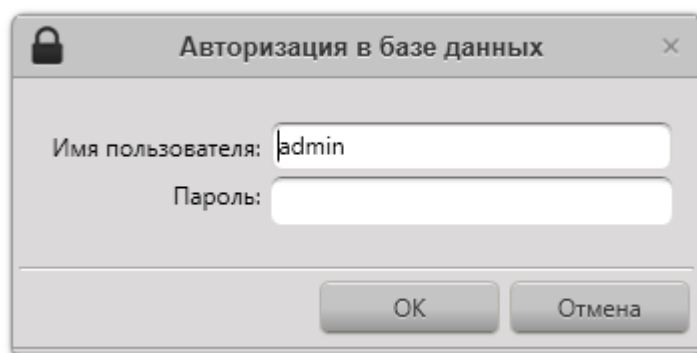 Авторизация в базе данных
Имя пользователя: admin
Пароль:
OK Отмена